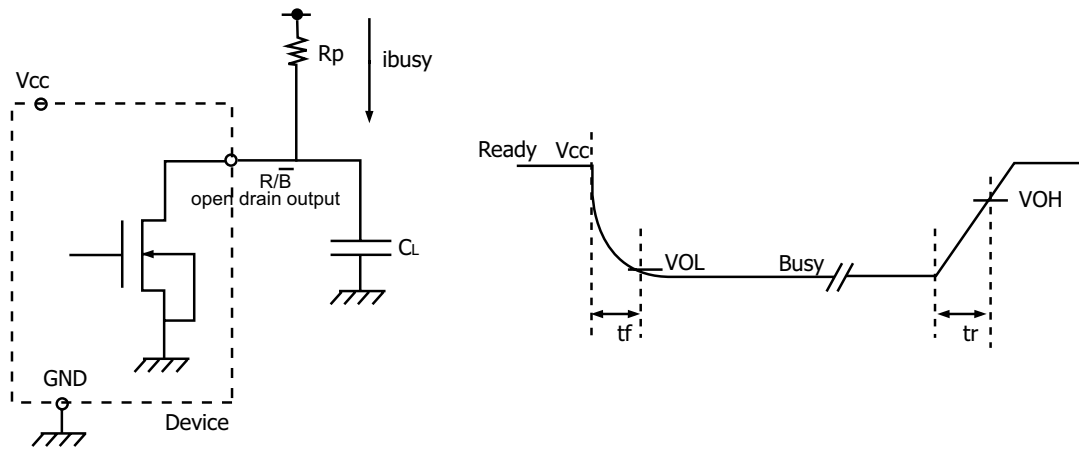 Rp
ibusy
Vcc
R/B̅
open drain output
CL
GND
Device
Ready Vcc
VOH
VOL
Busy
tf
tr